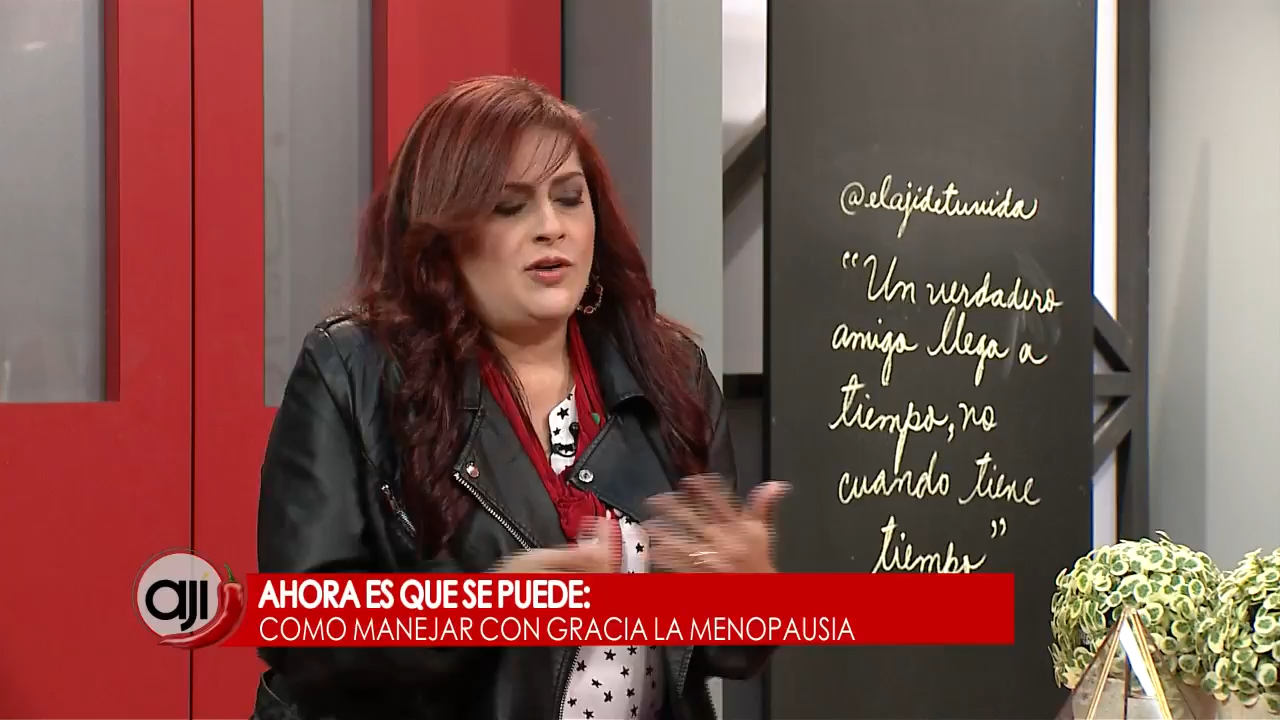 @elajidetuvida
"Un verdadero
amigo llega a
tiempo, no
cuando tiene
tiempo"
ají
AHORA ES QUE SE PUEDE:
COMO MANEJAR CON GRACIA LA MENOPAUSIA